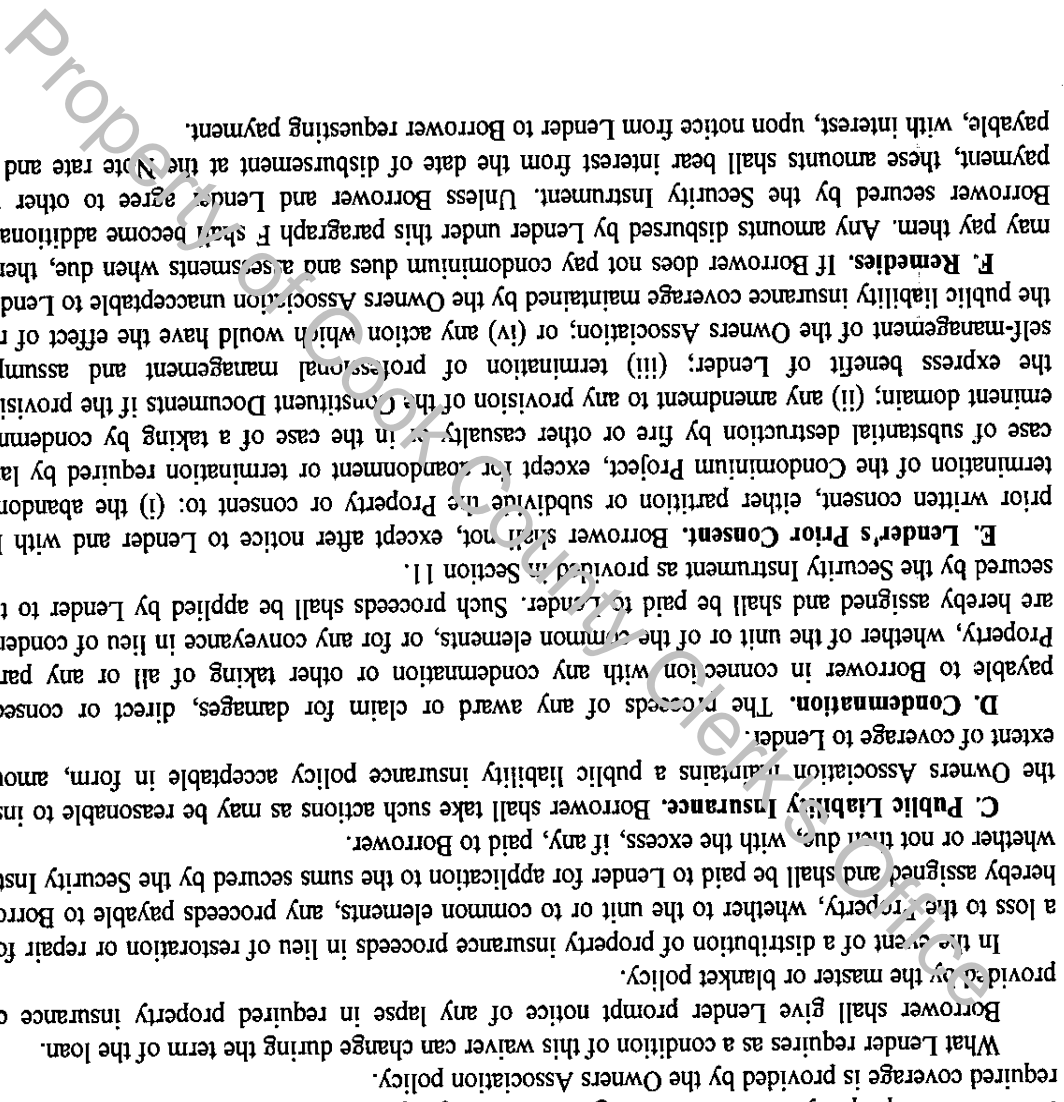 required coverage is provided by the Owners Association policy.
What Lender requires as a condition of this waiver can change during the term of the loan.
Borrower shall give Lender prompt notice of any lapse in required property insurance
provided by the master or blanket policy.
In the event of a distribution of property insurance proceeds in lieu of restoration or repair
a loss to the Property, whether to the unit or to common elements, any proceeds payable to
hereby assigned and shall be paid to Lender for application to the sums secured by the Security
whether or not then due, with the excess, if any, paid to Borrower.
C. Public Liability Insurance. Borrower shall take such actions as may be reasonable to
the Owners Association maintains a public liability insurance policy acceptable in form,
extent of coverage to Lender.
D. Condemnation. The proceeds of any award or claim for damages, direct or
payable to Borrower in connection with any condemnation or other taking of all or any
Property, whether of the unit or of the common elements, or for any conveyance in lieu of
are hereby assigned and shall be paid to Lender. Such proceeds shall be applied by Lender to
secured by the Security Instrument as provided in Section 11.
E. Lender's Prior Consent. Borrower shall not, except after notice to Lender and with
prior written consent, either partition or subdivide the Property or consent to: (i) the
termination of the Condominium Project, except for abandonment or termination required by
case of substantial destruction by fire or other casualty or in the case of a taking by
eminent domain; (ii) any amendment to any provision of the Constituent Documents if the
the express benefit of Lender; (iii) termination of professional management and
self-management of the Owners Association; or (iv) any action which would have the effect of
the public liability insurance coverage maintained by the Owners Association unacceptable to
F. Remedies. If Borrower does not pay condominium dues and assessments when due,
may pay them. Any amounts disbursed by Lender under this paragraph F shall become
Borrower secured by the Security Instrument. Unless Borrower and Lender agree to other
payment, these amounts shall bear interest from the date of disbursement at the Note rate and
payable, with interest, upon notice from Lender to Borrower requesting payment.
Property of Cook County Clerk's Office